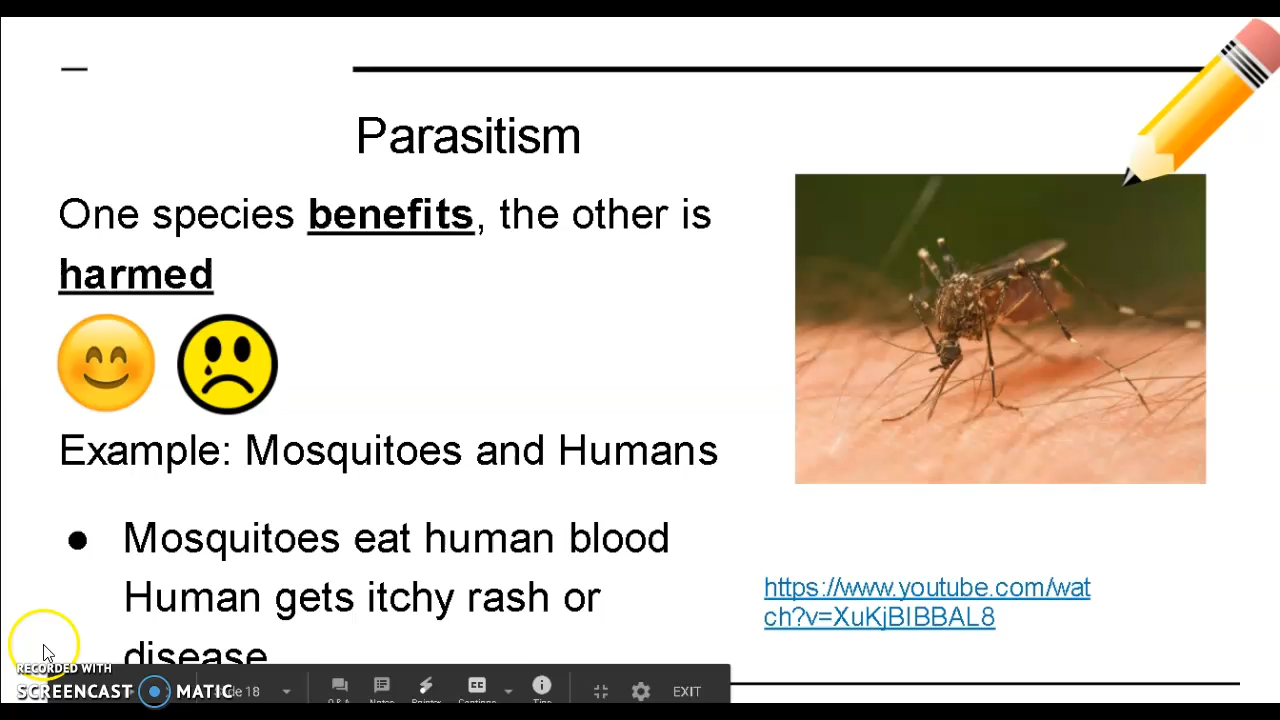 Parasitism
One species benefits, the other is
harmed
Example: Mosquitoes and Humans
● Mosquitoes eat human blood
Human gets itchy rash or
disease
https://www.youtube.com/wat
ch?v=XuKjBIBBAL8
RECORDED WITH
SCREENCAST MATIC
18
EXIT